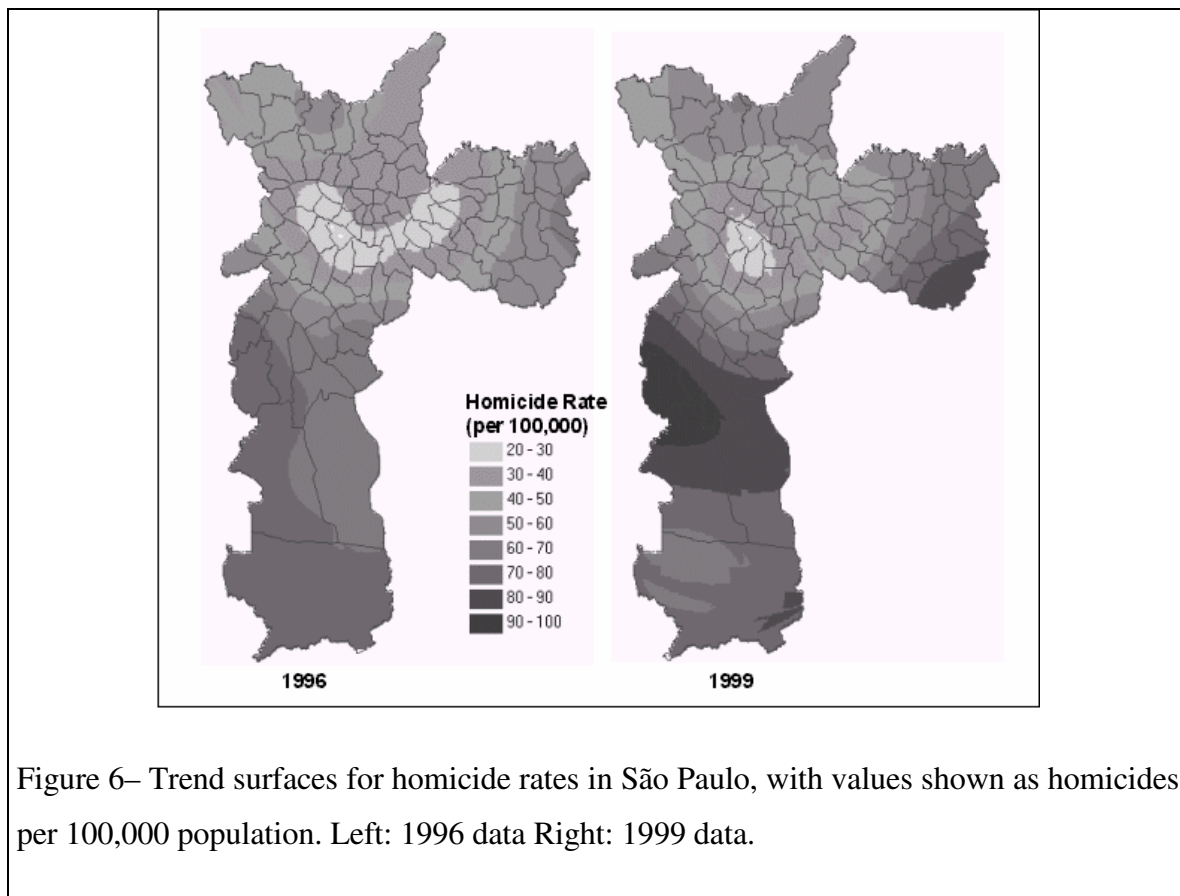 Homicide Rate
(per 100,000)
20 - 30
30 - 40
40 - 50
50 - 60
60 - 70
70 - 80
80 - 90
90 - 100
1996
1999
Figure 6– Trend surfaces for homicide rates in São Paulo, with values shown as homicides
per 100,000 population. Left: 1996 data Right: 1999 data.